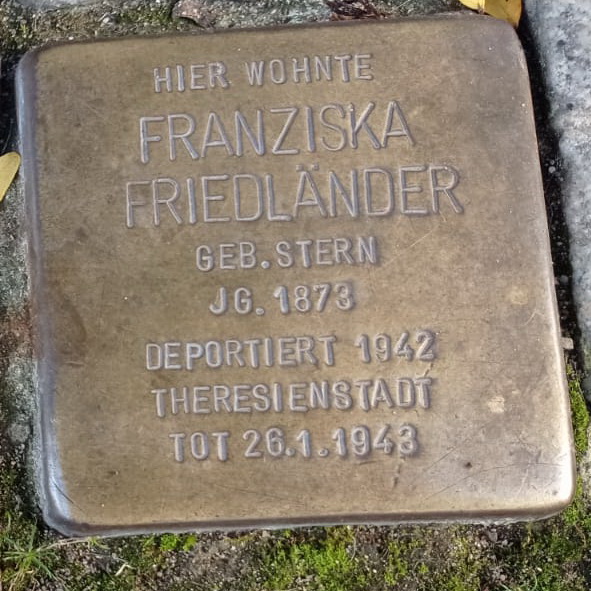 HIER WOHNTE
FRANZISKA
FRIEDLÄNDER
GEB. STERN
JG. 1873
DEPORTIERT 1942
THERESIENSTADT
TOT 26.1.1943